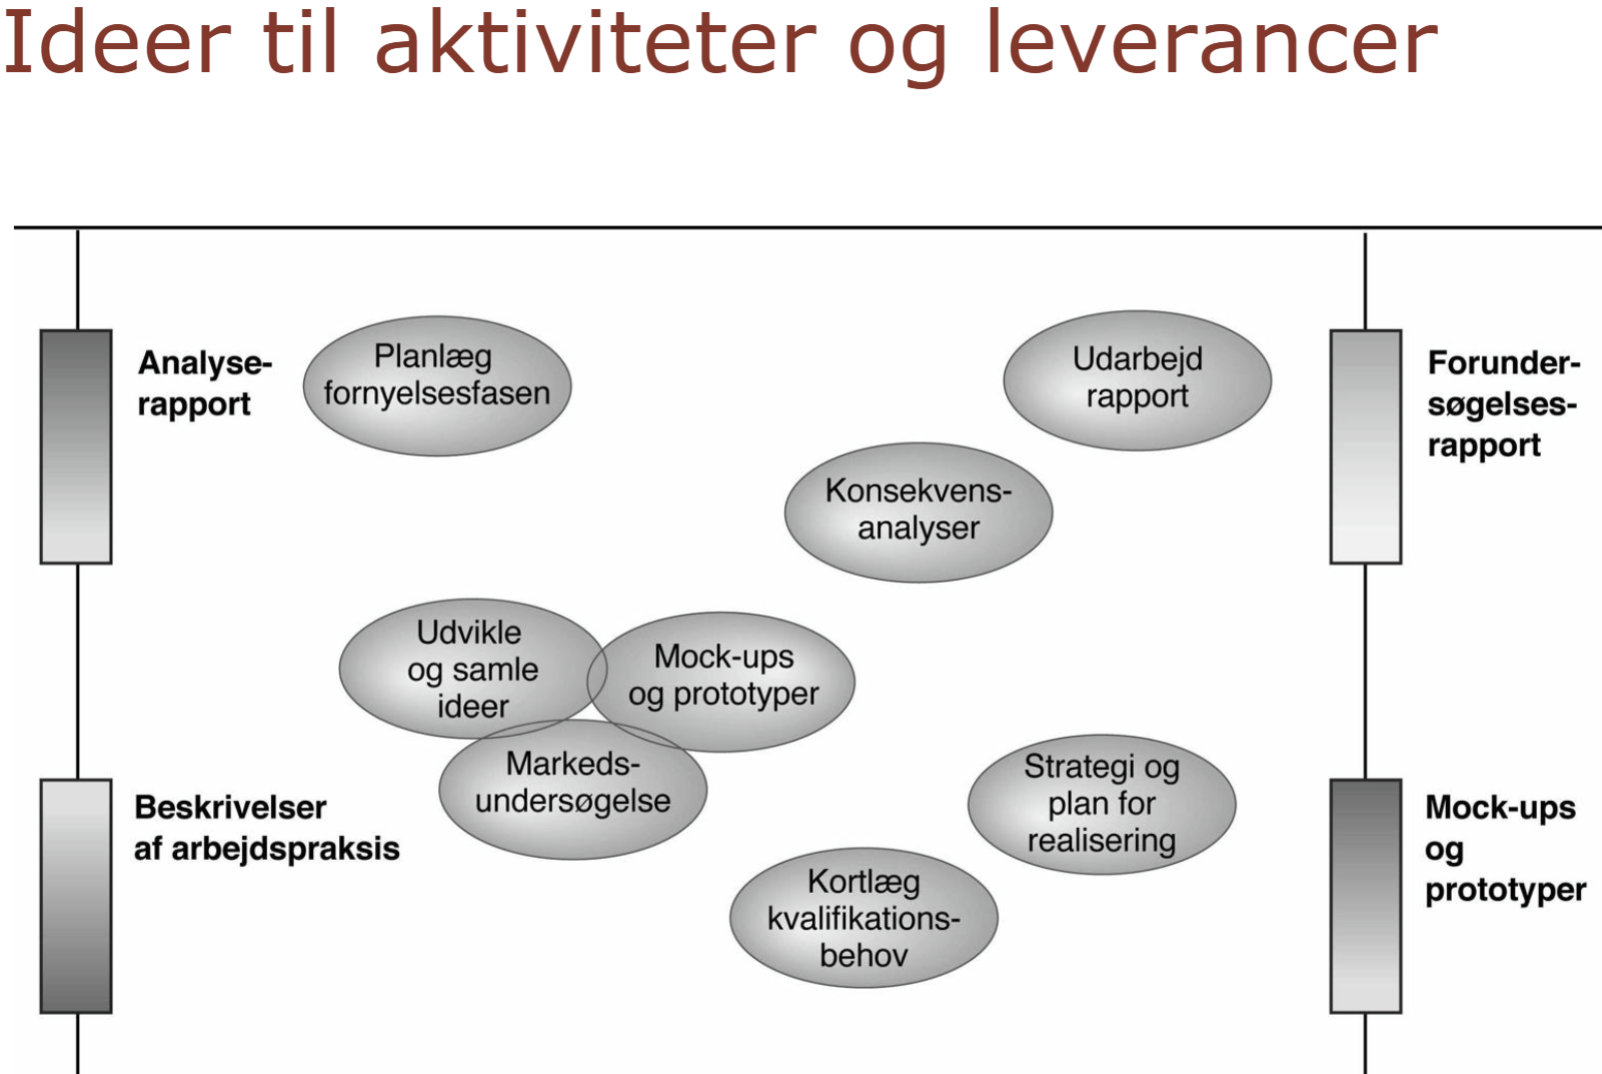 Ideer til aktiviteter og leverancer
Analyse-
rapport
Planlæg
fornyelsesfasen
Udarbejd
rapport
Forunder-
søgelses-
rapport
Konsekvens-
analyser
Udvikle
og samle
ideer
Mock-ups
og prototyper
Markeds-
undersøgelse
Beskrivelser
af arbejdspraksis
Strategi og
plan for
realisering
Kortlæg
kvalifikations-
behov
Mock-ups
og
prototyper